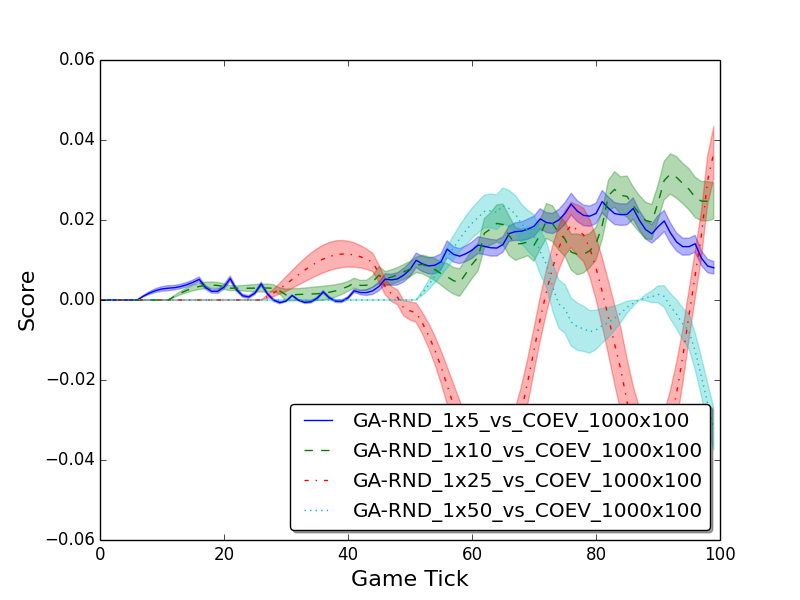 0.06
0.04
0.02
0.00
−0.02
−0.04
−0.06
Score
GA-RND_1x5_vs_COEV_1000x100
GA-RND_1x10_vs_COEV_1000x100
GA-RND_1x25_vs_COEV_1000x100
GA-RND_1x50_vs_COEV_1000x100
0 20 40 60 80 100
Game Tick